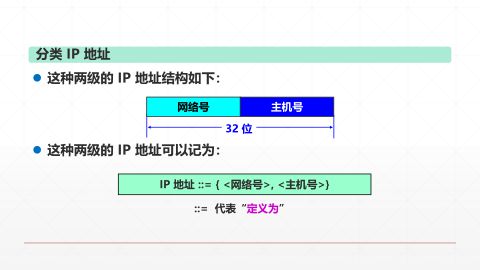 分类 IP 地址
这种两级的 IP 地址结构如下：
网络号 主机号
32 位
这种两级的 IP 地址可以记为：
IP 地址 ::= { <网络号>, <主机号>}
::= 代表 “定义为”